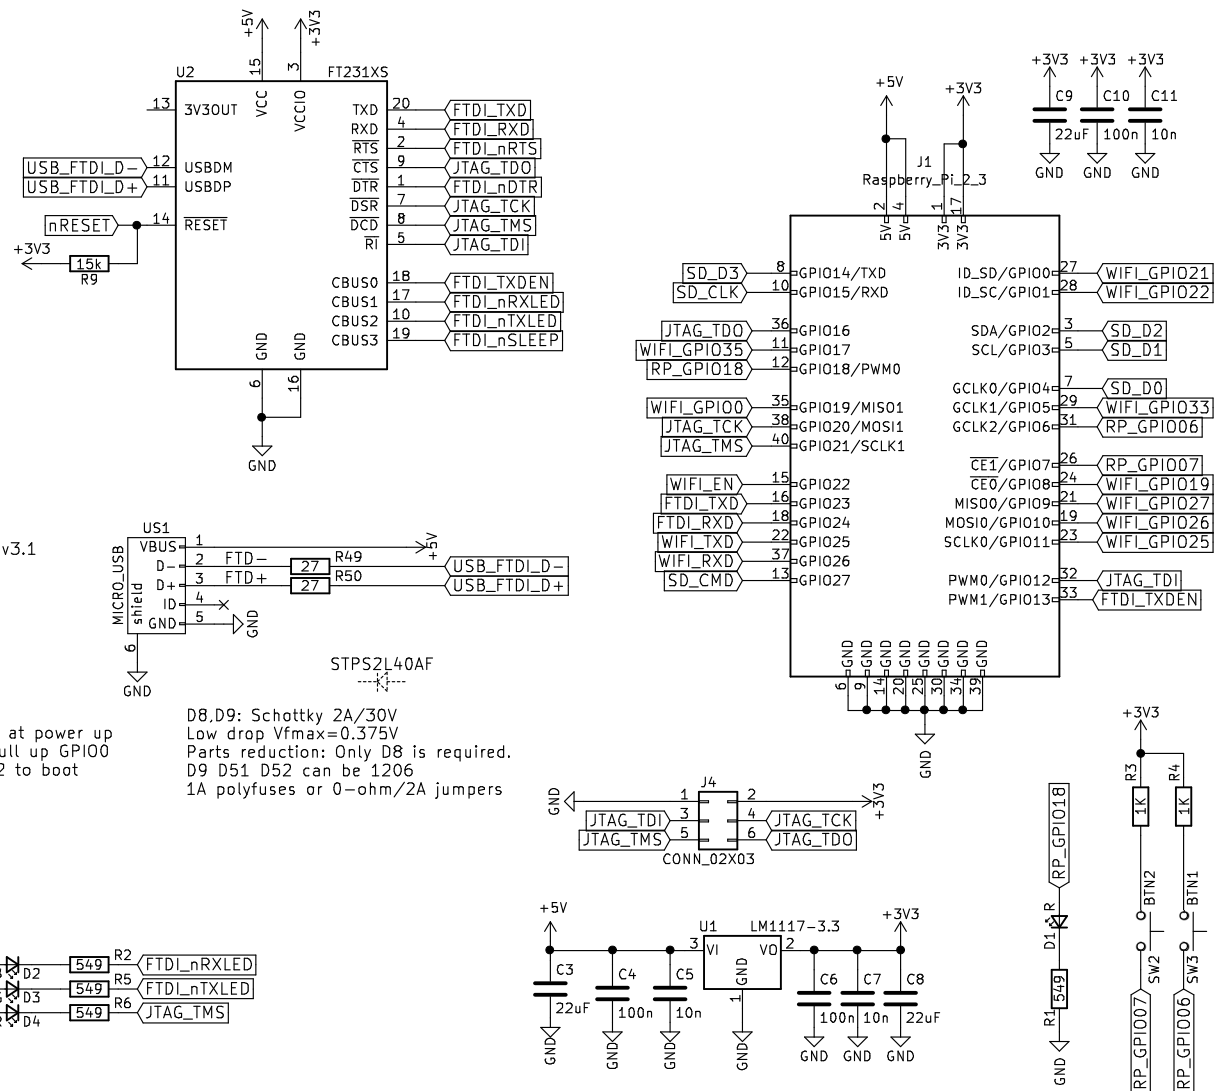 +5V
+3V3
15
3
U2
FT231XS
VCC
VCCIO
13
3V3OUT
TXD
20
FTDI_TXD
RXD
4
FTDI_RXD
RTS
2
FTDI_nRTS
USB_FTDI_D-
12
USBDM
CTS
9
JTAG_TDO
USB_FTDI_D+
11
USBDP
DTR
1
FTDI_nDTR
DSR
7
JTAG_TCK
nRESET
14
RESET
DCD
8
JTAG_TMS
RI
5
JTAG_TDI
+3V3
15k
R9
CBUS0
18
FTDI_TXDEN
CBUS1
17
FTDI_nRXLED
CBUS2
10
FTDI_nTXLED
CBUS3
19
FTDI_nSLEEP
GND
GND
6
16
GND
+3V3
+3V3
+3V3
C9
C10
C11
22uF
100n
10n
GND
GND
GND
+5V
+3V3
J1
Raspberry_Pi_2_3
2
4
1
17
5V
5V
3V3
3V3
SD_D3
8
GPIO14/TXD
ID_SD/GPIO0
27
WIFI_GPIO21
SD_CLK
10
GPIO15/RXD
ID_SC/GPIO1
28
WIFI_GPIO22
JTAG_TDO
36
GPIO16
SDA/GPIO2
3
SD_D2
WIFI_GPIO35
11
GPIO17
SCL/GPIO3
5
SD_D1
RP_GPIO18
12
GPIO18/PWM0
GCLK0/GPIO4
7
SD_D0
WIFI_GPIO0
35
GPIO19/MISO1
GCLK1/GPIO5
29
WIFI_GPIO33
JTAG_TCK
38
GPIO20/MOSI1
GCLK2/GPIO6
31
RP_GPIO06
JTAG_TMS
40
GPIO21/SCLK1
CE1/GPIO7
26
RP_GPIO07
WIFI_EN
15
GPIO22
CE0/GPIO8
24
WIFI_GPIO19
FTDI_TXD
16
GPIO23
MISO0/GPIO9
21
WIFI_GPIO27
FTDI_RXD
18
GPIO24
MOSI0/GPIO10
19
WIFI_GPIO26
WIFI_TXD
22
GPIO25
SCLK0/GPIO11
23
WIFI_GPIO25
WIFI_RXD
37
GPIO26
SD_CMD
13
GPIO27
PWM0/GPIO12
32
JTAG_TDI
PWM1/GPIO13
33
FTDI_TXDEN
GND
GND
GND
GND
GND
GND
GND
GND
6
9
14
20
25
30
34
39
GND
v3.1
US1
MICRO_USB
shield
VBUS
1
+5V
D-
2
FTD-
27
R49
USB_FTDI_D-
D+
3
FTD+
27
R50
USB_FTDI_D+
ID
4
GND
5
GND
6
GND
STPS2L40AF
D8,D9: Schottky 2A/30V
Low drop Vfmax=0.375V
Parts reduction: Only D8 is required.
D9 D51 D52 can be 1206
1A polyfuses or 0-ohm/2A jumpers
at power up
ull up GPIO0
2 to boot
J4
GND
1
2
+3V3
JTAG_TDI
3
4
JTAG_TCK
JTAG_TMS
5
6
JTAG_TDO
CONN_02X03
+5V
U1
LM1117-3.3
+3V3
3
VI
VO
2
GND
1
C3
22uF
C4
100n
C5
10n
C6
100n
C7
10n
C8
22uF
GND
GND
GND
GND
GND
GND
GND
D2
549
R2
FTDI_nRXLED
D3
549
R5
FTDI_nTXLED
D4
549
R6
JTAG_TMS
RP_GPIO18
R
D1
549
R1
GND
+3V3
R3
R4
1K
1K
BTN2
BTN1
SW2
SW3
RP_GPIO07
RP_GPIO06